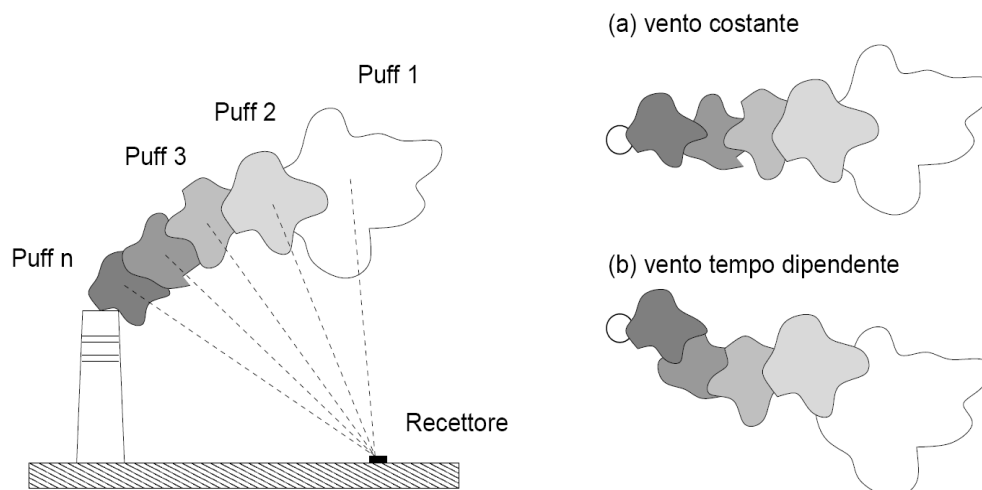 Puff 1
Puff 2
Puff 3
Puff n
Recettore
(a) vento costante
(b) vento tempo dipendente